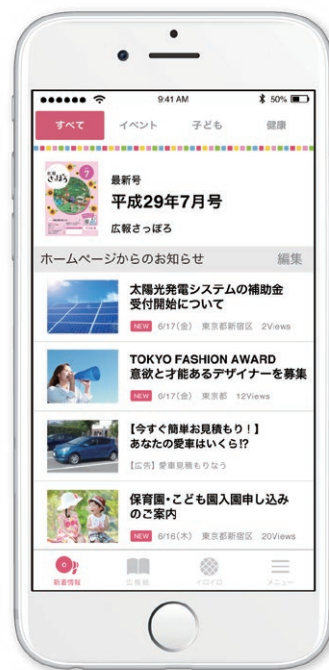 9:41 AM
50%
すべて
イベント
子ども
健康
さっぽろ
7
最新号
平成29年7月号
広報さっぽろ
ホームページからのお知らせ
編集
太陽光発電システムの補助金
受付開始について
NEW 6/17(金) 東京都新宿区 2Views
TOKYO FASHION AWARD
意欲と才能あるデザイナーを募集
NEW 6/17(金) 東京都 12Views
【今すぐ簡単お見積もり！】
あなたの愛車はいくら!?
【広告】愛車見積もりなう
保育園・こども園入園申し込み
のご案内
NEW 6/16(木) 東京都新宿区 20Views
新着情報
広報紙
イロイロ
メニュー